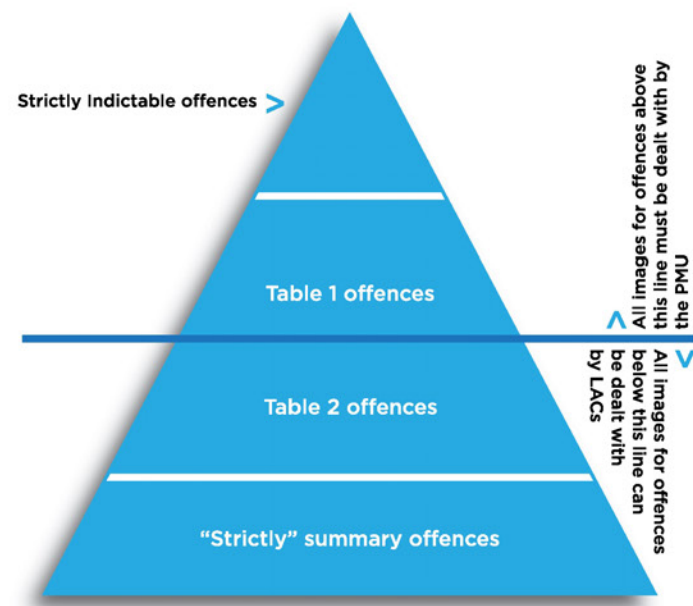 Strictly Indictable offences >
Table 1 offences
Table 2 offences
“Strictly” summary offences
> All images for offences above
this line must be dealt with by
the PMU
< All images for offences
below this line can
be dealt with
by LACs